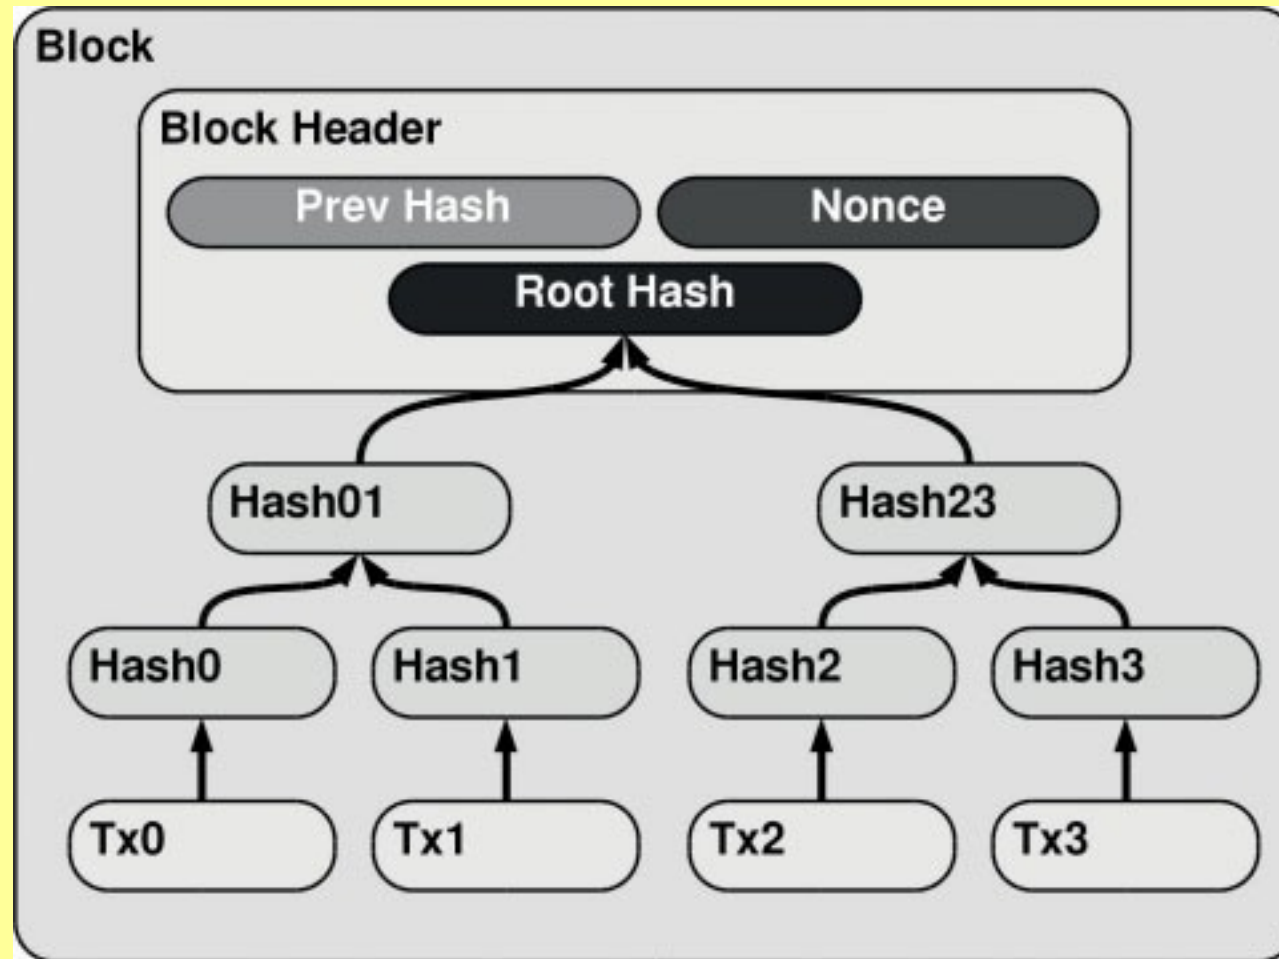 Block
Block Header
Prev Hash
Nonce
Root Hash
Hash01
Hash23
Hash0
Hash1
Hash2
Hash3
Tx0
Tx1
Tx2
Tx3